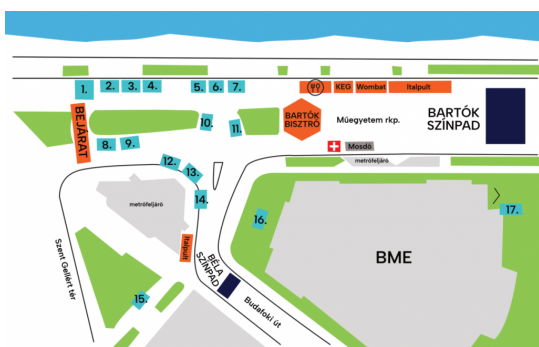 1.
2.
3.
4.
5.
6.
7.
KEG
Wombat
Italpult
BEJÁRAT
8.
9.
10.
11.
BARTÓK
BISZTRÓ
Műegyetem rkp.
BARTÓK
SZÍNPAD
Mosdó
metrófeljáró
12.
13.
14.
metrófeljáró
Italpult
Szent Gellért tér
15.
BÉLA
SZÍNPAD
Budafoki út
16.
BME
17.